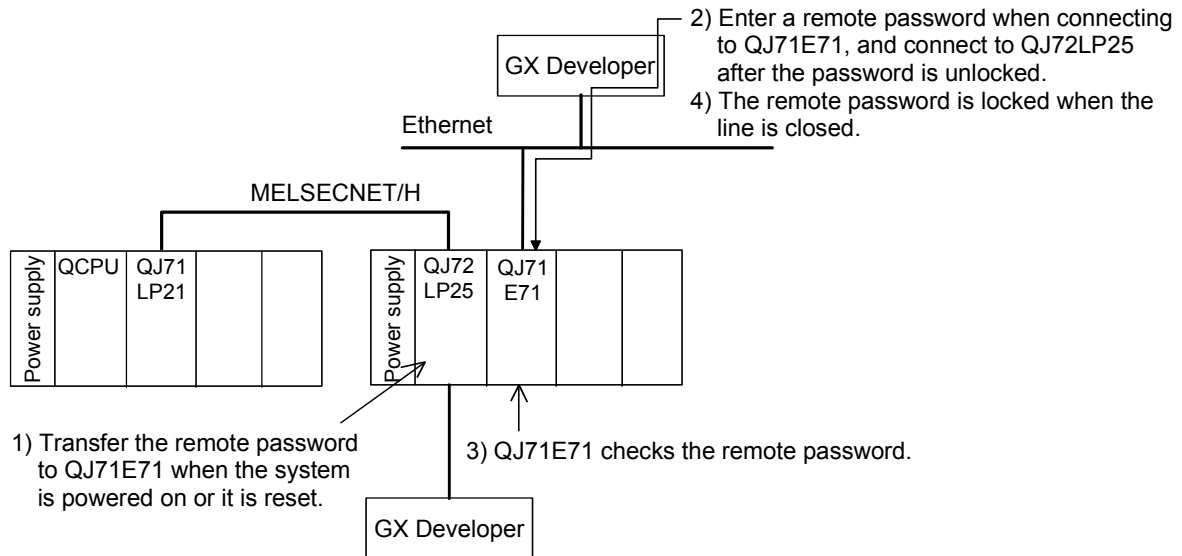 2) Enter a remote password when connecting
to QJ71E71, and connect to QJ72LP25
after the password is unlocked.
4) The remote password is locked when the
line is closed.
GX Developer
Ethernet
MELSECNET/H
Power supply
QCPU
QJ71
LP21
Power supply
QJ72
LP25
QJ71
E71
1) Transfer the remote password
to QJ71E71 when the system
is powered on or it is reset.
3) QJ71E71 checks the remote password.
GX Developer